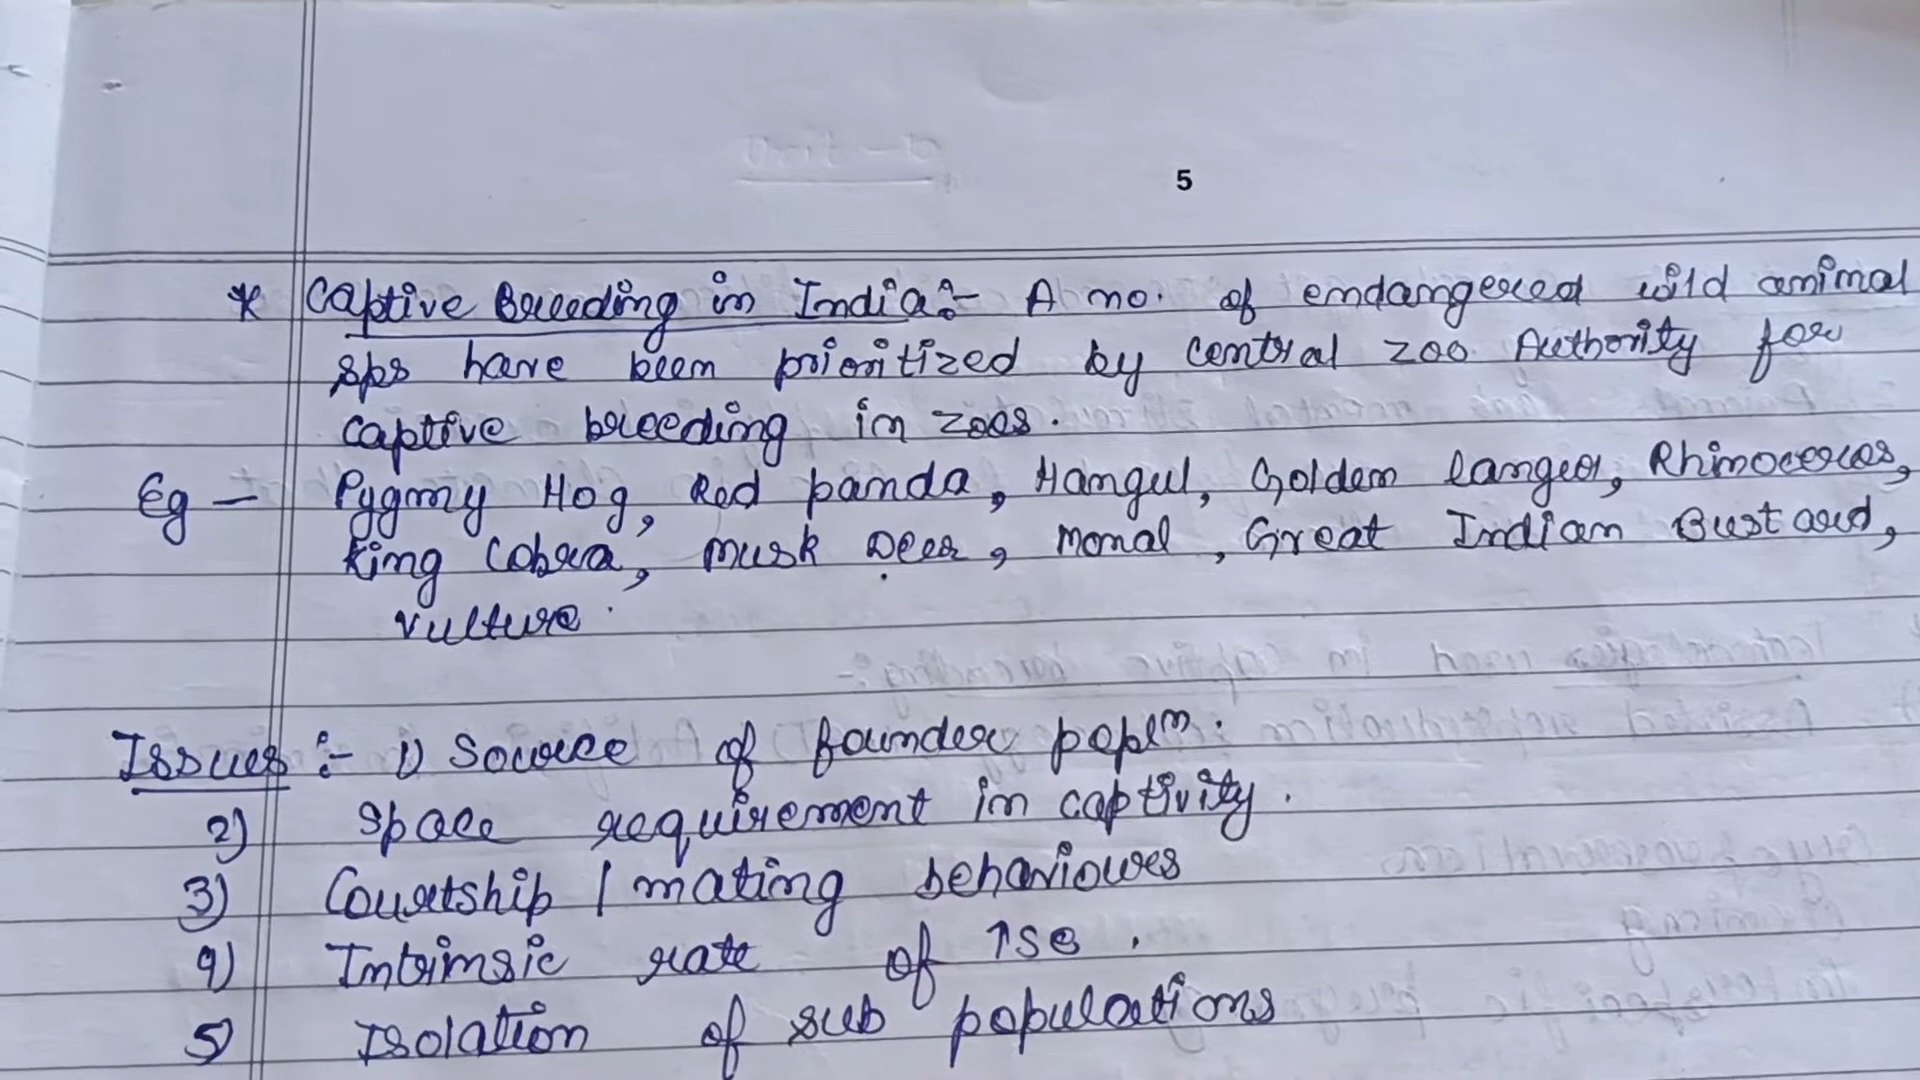 5
* Captive Breeding in India:- A no. of endangered wild animal
sps have been prioritized by central zoo Authority for
captive breeding in zoos.
Eg - Pygmy Hog, Red panda, Hangul, Golden langer, Rhinoceros,
King Cobra, Musk Deer, Monal, Great Indian Bustard,
Vulture.
Issues :- 1) Source of founder popln.
2) Space requirement in captivity.
3) Courtship / mating behaviours
4) Intrinsic rate of ↑se.
5) Isolation of sub populations